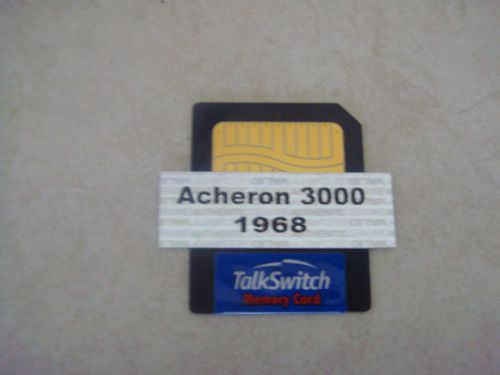 Acheron 3000
1968
TalkSwitch
Memory Card